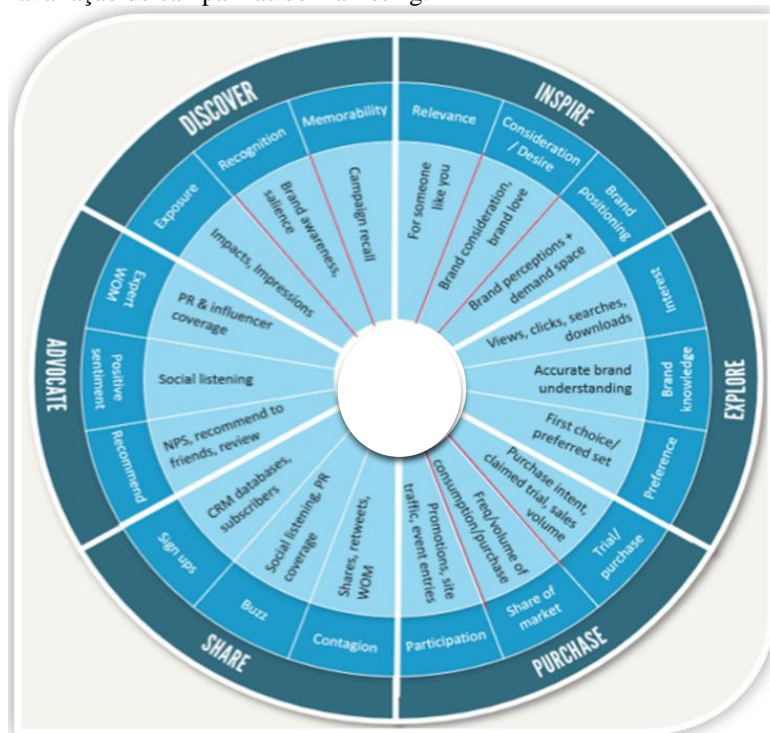 DISCOVER
Exposure
Recognition
Memorability
Impacts, Impressions
Brand awareness,
salience
Campaign recall
INSPIRE
Relevance
Consideration
/ Desire
Brand
positioning
For someone
like you
Brand consideration,
brand love
Brand perceptions +
demand space
EXPLORE
Interest
Brand
knowledge
Preference
Views, clicks, searches,
downloads
Accurate brand
understanding
First choice/
preferred set
PURCHASE
Trial/
purchase
Share of
market
Participation
Purchase intent,
claimed trial, sales
volume
Freq/volume of
consumption/purchase
Promotions, site
traffic, event entries
SHARE
Contagion
Buzz
Sign ups
Shares, retweets,
WOM
Social listening, PR
coverage
CRM databases,
subscribers
ADVOCATE
Recommend
Positive
sentiment
Expert
WOM
NPS, recommend to
friends, review
Social listening
PR & influencer
coverage